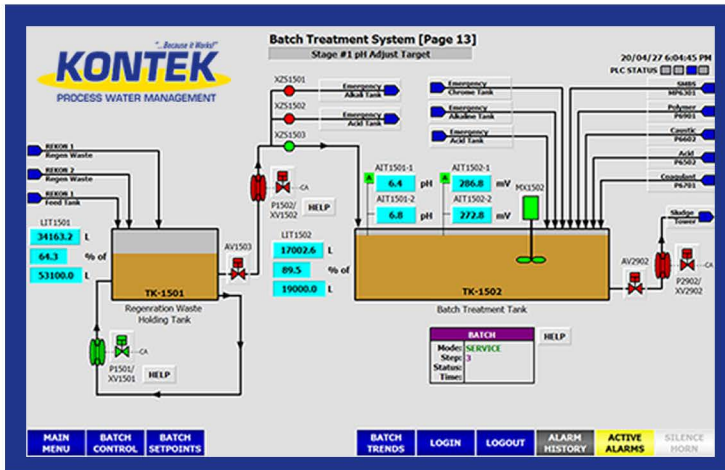 "...Because it Works!"
KONTEK
PROCESS WATER MANAGEMENT
Batch Treatment System [Page 13]
Stage #1 pH Adjust Target
20/04/27 6:04:45 PM
PLC STATUS
XZS1501
Emergency
Alkali Tank
XZS1502
Emergency
Acid Tank
XZS1503
Emergency
Chrome Tank
Emergency
Alkaline Tank
Emergency
Acid Tank
SMBS
MP6301
Polymer
P6901
Caustic
P6602
Acid
P6502
Coagulant
P6701
REKOR 1
Regen Waste
REKOR 2
Regen Waste
REKOR 1
Feed Tank
LIT1501
34163.2 L
64.3 % of
53100.0 L
TK-1501
Regenration Waste
Holding Tank
AV1503
CA
P1502/
XV1502
HELP
CA
P1501/
XV1501
HELP
LIT1502
17002.6 L
89.5 % of
19000.0 L
AIT1501-1
A
6.4 pH
AIT1501-2
6.8 pH
AIT1502-1
A
286.8 mV
AIT1502-2
272.8 mV
MX1502
TK-1502
Batch Treatment Tank
Sludge
Tower
AV2902
CA
P2902/
XV2902
BATCH
Mode: SERVICE
Step: 3
Status:
Time:
HELP
MAIN
MENU
BATCH
CONTROL
BATCH
SETPOINTS
BATCH
TRENDS
LOGIN
LOGOUT
ALARM
HISTORY
ACTIVE
ALARMS
SILENCE
HORN